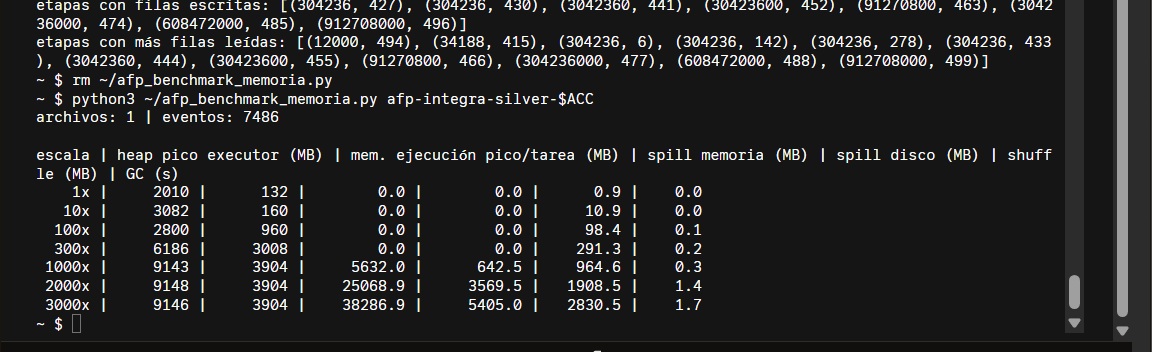 etapas con filas escritas: [(304236, 427), (304236, 430), (3042360, 441), (30423600, 452), (91270800, 463), (3042
36000, 474), (608472000, 485), (912708000, 496)]
etapas con más filas leídas: [(12000, 494), (34188, 415), (304236, 6), (304236, 142), (304236, 278), (304236, 433
), (3042360, 444), (30423600, 455), (91270800, 466), (304236000, 477), (608472000, 488), (912708000, 499)]
~ $ rm ~/afp_benchmark_memoria.py
~ $ python3 ~/afp_benchmark_memoria.py afp-integra-silver-$ACC
archivos: 1 | eventos: 7486
escala | heap pico executor (MB) | mem. ejecución pico/tarea (MB) | spill memoria (MB) | spill disco (MB) | shuff
le (MB) | GC (s)
1x | 2010 | 132 | 0.0 | 0.0 | 0.9 | 0.0
10x | 3082 | 160 | 0.0 | 0.0 | 10.9 | 0.0
100x | 2800 | 960 | 0.0 | 0.0 | 98.4 | 0.1
300x | 6186 | 3008 | 0.0 | 0.0 | 291.3 | 0.2
1000x | 9143 | 3904 | 5632.0 | 642.5 | 964.6 | 0.3
2000x | 9148 | 3904 | 25068.9 | 3569.5 | 1908.5 | 1.4
3000x | 9146 | 3904 | 38286.9 | 5405.0 | 2830.5 | 1.7
~ $